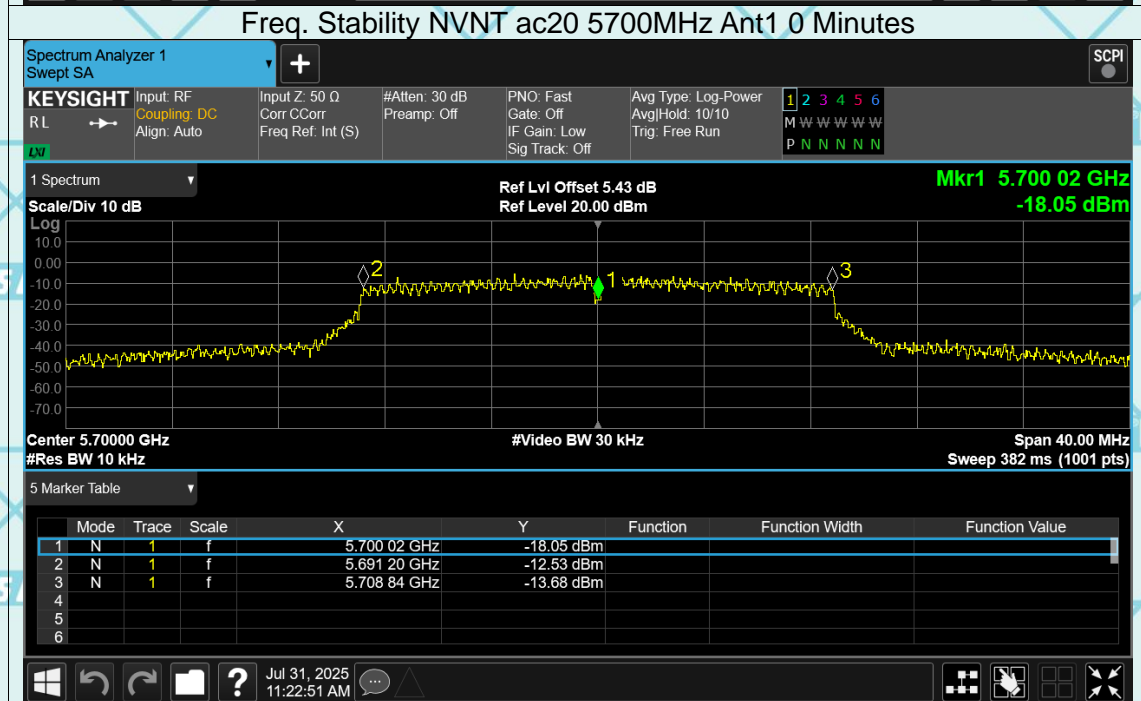 Freq. Stability NVNT ac20 5700MHz Ant1 0 Minutes
Spectrum Analyzer 1
Swept SA
SCPI
KEYSIGHT
R L
LXI
Input: RF
Coupling: DC
Align: Auto
Input Z: 50 Ω
Corr CCorr
Freq Ref: Int (S)
#Atten: 30 dB
Preamp: Off
PNO: Fast
Gate: Off
IF Gain: Low
Sig Track: Off
Avg Type: Log-Power
Avg|Hold: 10/10
Trig: Free Run
1 2 3 4 5 6
M W W W W W
P N N N N N
1 Spectrum
Scale/Div 10 dB
Ref Lvl Offset 5.43 dB
Ref Level 20.00 dBm
Mkr1 5.700 02 GHz
-18.05 dBm
Log
10.0
0.00
-10.0
-20.0
-30.0
-40.0
-50.0
-60.0
-70.0
2
1
3
Center 5.70000 GHz
#Video BW 30 kHz
Span 40.00 MHz
#Res BW 10 kHz
Sweep 382 ms (1001 pts)
5 Marker Table
Mode Trace Scale X Y Function Function Width Function Value
1 N 1 f 5.700 02 GHz -18.05 dBm
2 N 1 f 5.691 20 GHz -12.53 dBm
3 N 1 f 5.708 84 GHz -13.68 dBm
4
5
6
?
Jul 31, 2025
11:22:51 AM